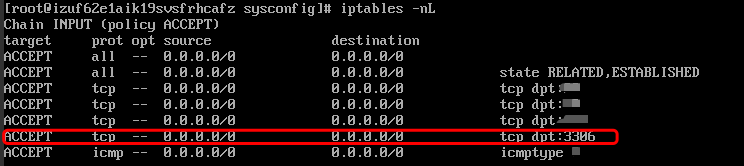 [root@izuf62e1aik19svsfrhcafz sysconfig]# iptables -nL
Chain INPUT (policy ACCEPT)
target prot opt source destination
ACCEPT all -- 0.0.0.0/0 0.0.0.0/0
ACCEPT all -- 0.0.0.0/0 0.0.0.0/0 state RELATED,ESTABLISHED
ACCEPT tcp -- 0.0.0.0/0 0.0.0.0/0 tcp dpt:
ACCEPT tcp -- 0.0.0.0/0 0.0.0.0/0 tcp dpt:
ACCEPT tcp -- 0.0.0.0/0 0.0.0.0/0 tcp dpt:
ACCEPT tcp -- 0.0.0.0/0 0.0.0.0/0 tcp dpt:3306
ACCEPT icmp -- 0.0.0.0/0 0.0.0.0/0 icmptype